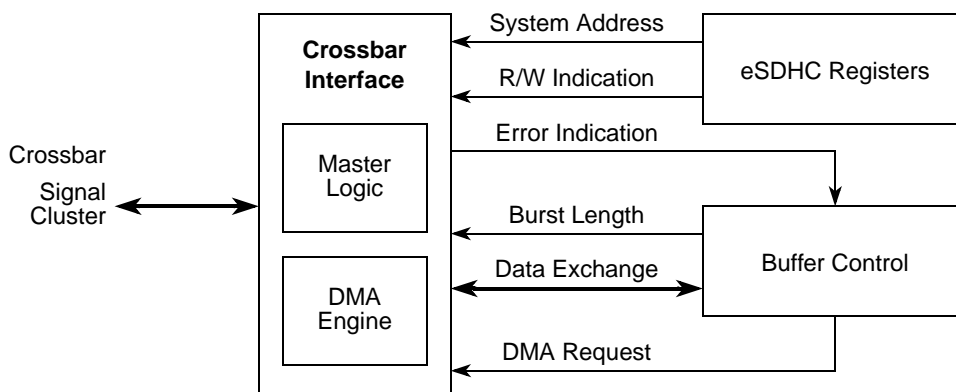 System Address
Crossbar
Interface
eSDHC Registers
R/W Indication
Error Indication
Crossbar
Signal
Cluster
Master
Logic
Burst Length
Buffer Control
Data Exchange
DMA
Engine
DMA Request